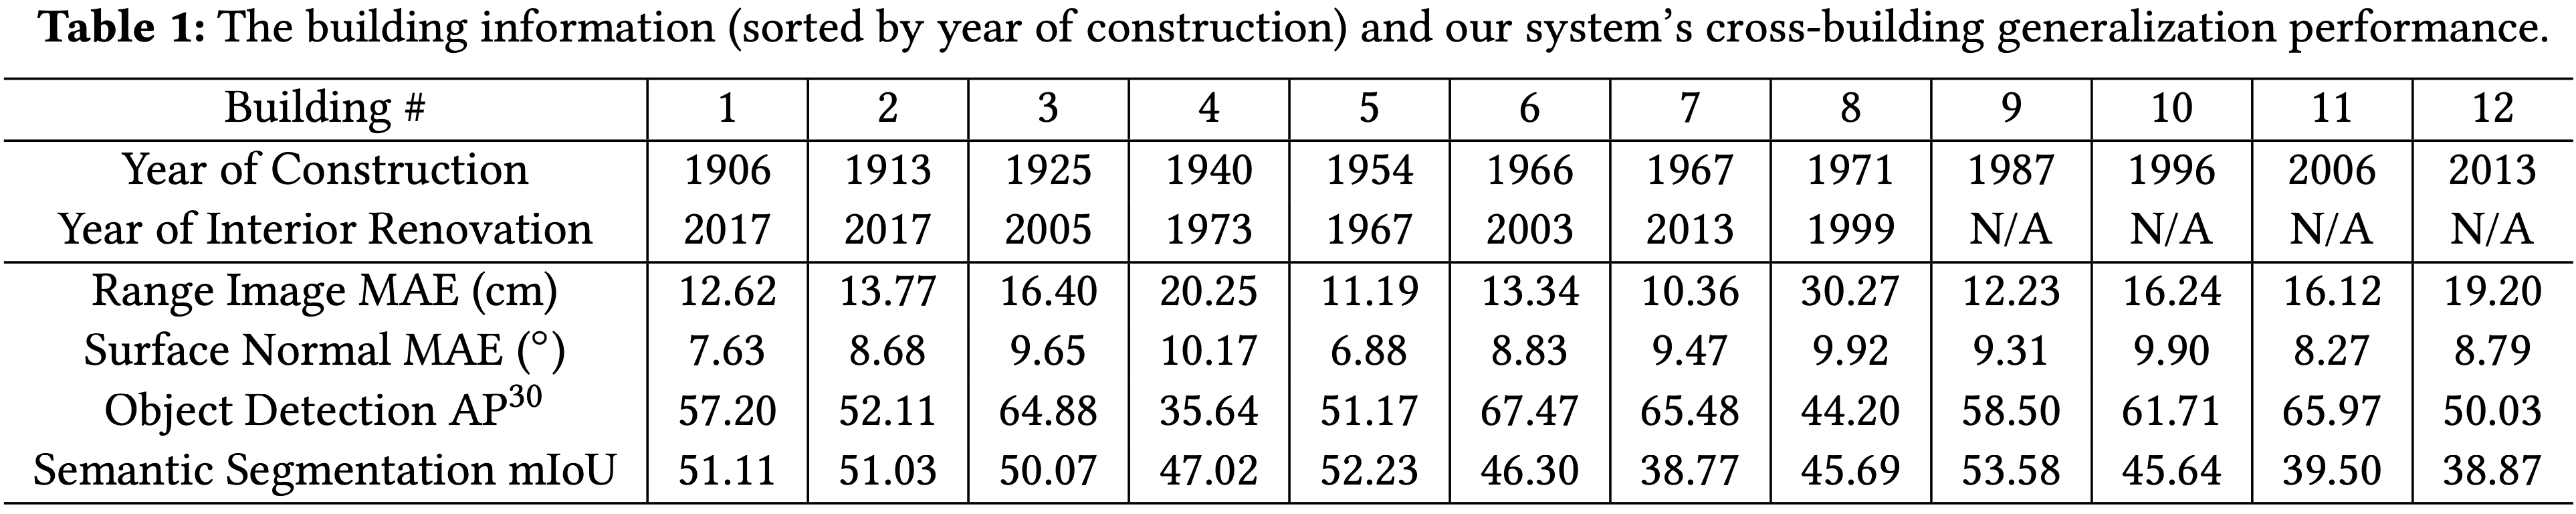 Table 1: The building information (sorted by year of construction) and our system’s cross-building generalization performance.
Building # 1 2 3 4 5 6 7 8 9 10 11 12
Year of Construction 1906 1913 1925 1940 1954 1966 1967 1971 1987 1996 2006 2013
Year of Interior Renovation 2017 2017 2005 1973 1967 2003 2013 1999 N/A N/A N/A N/A
Range Image MAE (cm) 12.62 13.77 16.40 20.25 11.19 13.34 10.36 30.27 12.23 16.24 16.12 19.20
Surface Normal MAE (°) 7.63 8.68 9.65 10.17 6.88 8.83 9.47 9.92 9.31 9.90 8.27 8.79
Object Detection AP³⁰ 57.20 52.11 64.88 35.64 51.17 67.47 65.48 44.20 58.50 61.71 65.97 50.03
Semantic Segmentation mIoU 51.11 51.03 50.07 47.02 52.23 46.30 38.77 45.69 53.58 45.64 39.50 38.87